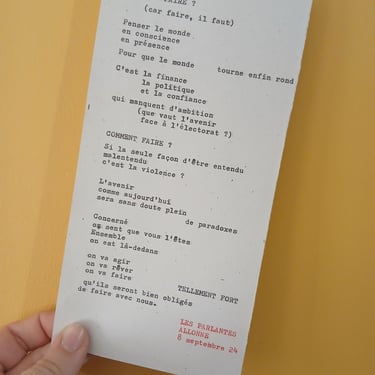 FAIRE ?
(car faire, il faut)
Penser le monde
en conscience
en présence
Pour que le monde tourne enfin rond
C'est la finance
la politique
et la confiance
qui manquent d'ambition
(que vaut l'avenir
face à l'électorat ?)
COMMENT FAIRE ?
Si la seule façon d'être entendu
malentendu
c'est la violence ?
L'avenir
comme aujourd'hui
sera sans doute plein
de paradoxes
Concerné
on sent que vous l'êtes
Ensemble
on est là-dedans
on va agir
on va rêver
on va faire
TELLEMENT FORT
qu'ils seront bien obligés
de faire avec nous.
LES PARLANTES
ALLONNE
8 septembre 24